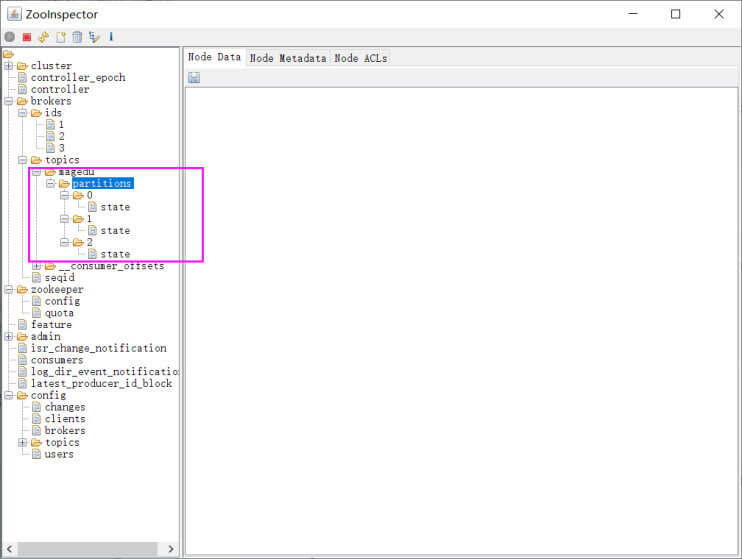 ZooInspector
cluster
controller_epoch
controller
brokers
ids
1
2
3
topics
magedu
partitions
0
state
1
state
2
state
__consumer_offsets
seqid
zookeeper
config
quota
feature
admin
isr_change_notification
consumers
log_dir_event_notificatio
latest_producer_id_block
config
changes
clients
brokers
topics
users
Node Data Node Metadata Node ACLs